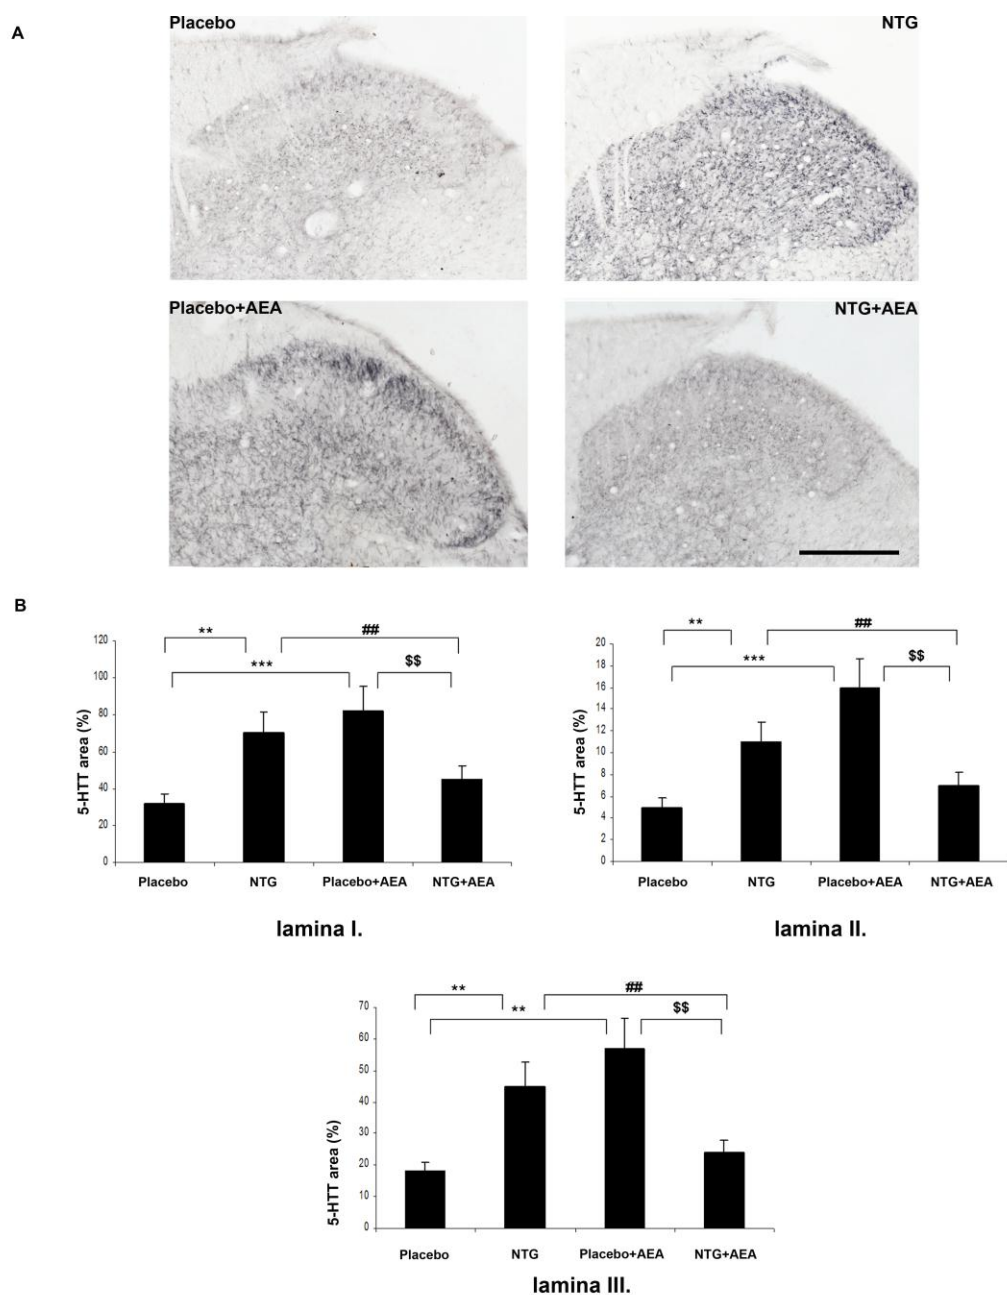 A
Placebo
NTG
Placebo+AEA
NTG+AEA
B
**
##
***
$$
120
100
80
60
40
20
0
5-HTT area (%)
Placebo NTG Placebo+AEA NTG+AEA
lamina I.
**
##
***
$$
20
18
16
14
12
10
8
6
4
2
0
5-HTT area (%)
Placebo NTG Placebo+AEA NTG+AEA
lamina II.
**
##
**
$$
70
60
50
40
30
20
10
0
5-HTT area (%)
Placebo NTG Placebo+AEA NTG+AEA
lamina III.